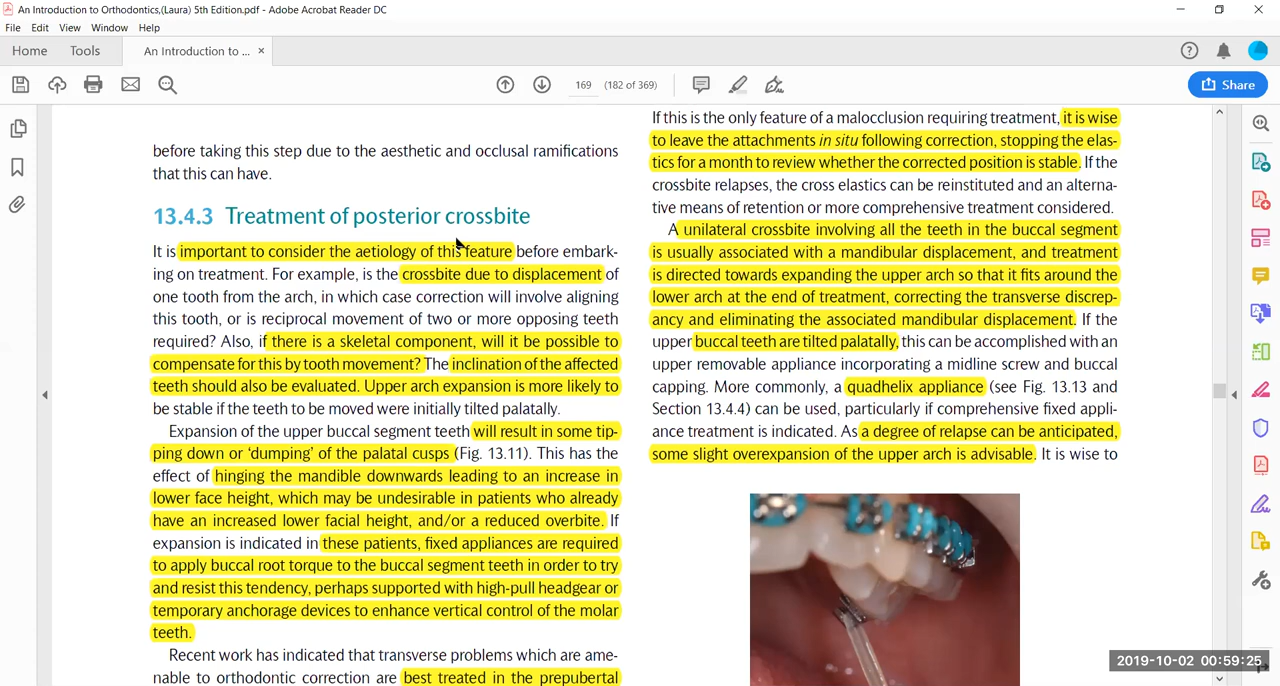 An Introduction to Orthodontics,(Laura) 5th Edition.pdf - Adobe Acrobat Reader DC
File Edit View Window Help
Home Tools An Introduction to ... ×
169 (182 of 369) Share
before taking this step due to the aesthetic and occlusal ramifications
that this can have.
13.4.3 Treatment of posterior crossbite
It is important to consider the aetiology of this feature before embark-
ing on treatment. For example, is the crossbite due to displacement of
one tooth from the arch, in which case correction will involve aligning
this tooth, or is reciprocal movement of two or more opposing teeth
required? Also, if there is a skeletal component, will it be possible to
compensate for this by tooth movement? The inclination of the affected
teeth should also be evaluated. Upper arch expansion is more likely to
be stable if the teeth to be moved were initially tilted palatally.
Expansion of the upper buccal segment teeth will result in some tip-
ping down or ‘dumping’ of the palatal cusps (Fig. 13.11). This has the
effect of hinging the mandible downwards leading to an increase in
lower face height, which may be undesirable in patients who already
have an increased lower facial height, and/or a reduced overbite. If
expansion is indicated in these patients, fixed appliances are required
to apply buccal root torque to the buccal segment teeth in order to try
and resist this tendency, perhaps supported with high-pull headgear or
temporary anchorage devices to enhance vertical control of the molar
teeth.
Recent work has indicated that transverse problems which are ame-
nable to orthodontic correction are best treated in the prepubertal
If this is the only feature of a malocclusion requiring treatment, it is wise
to leave the attachments in situ following correction, stopping the elas-
tics for a month to review whether the corrected position is stable. If the
crossbite relapses, the cross elastics can be reinstituted and an alterna-
tive means of retention or more comprehensive treatment considered.
A unilateral crossbite involving all the teeth in the buccal segment
is usually associated with a mandibular displacement, and treatment
is directed towards expanding the upper arch so that it fits around the
lower arch at the end of treatment, correcting the transverse discrep-
ancy and eliminating the associated mandibular displacement. If the
upper buccal teeth are tilted palatally, this can be accomplished with an
upper removable appliance incorporating a midline screw and buccal
capping. More commonly, a quadhelix appliance (see Fig. 13.13 and
Section 13.4.4) can be used, particularly if comprehensive fixed appli-
ance treatment is indicated. As a degree of relapse can be anticipated,
some slight overexpansion of the upper arch is advisable. It is wise to
2019-10-02 00:59:25